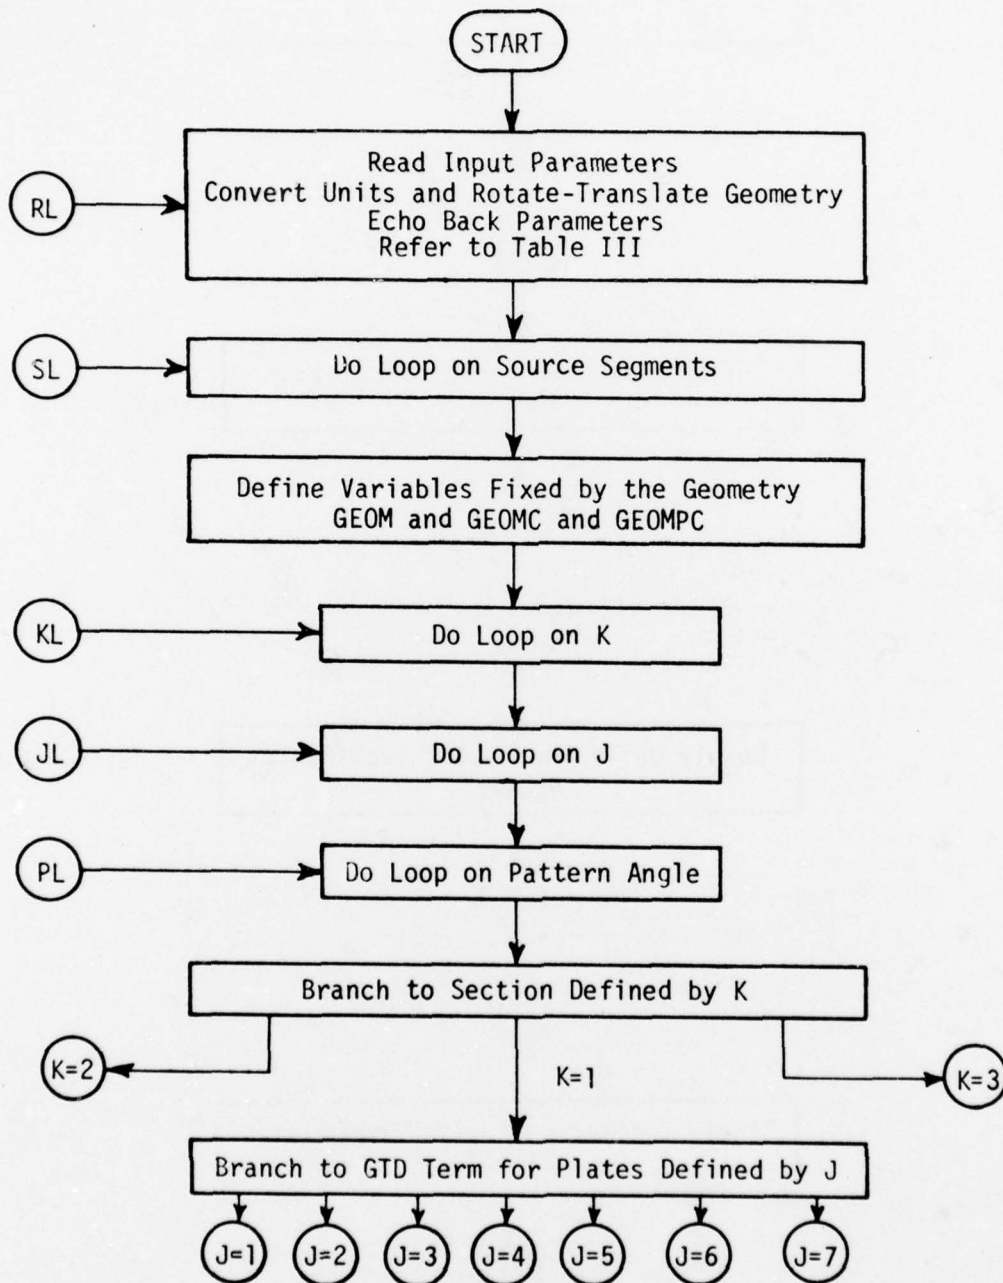 START
Read Input Parameters
Convert Units and Rotate-Translate Geometry
Echo Back Parameters
Refer to Table III
RL
Do Loop on Source Segments
SL
Define Variables Fixed by the Geometry
GEOM and GEOMC and GEOMPC
KL
Do Loop on K
JL
Do Loop on J
PL
Do Loop on Pattern Angle
Branch to Section Defined by K
K=2
K=1
K=3
Branch to GTD Term for Plates Defined by J
J=1
J=2
J=3
J=4
J=5
J=6
J=7